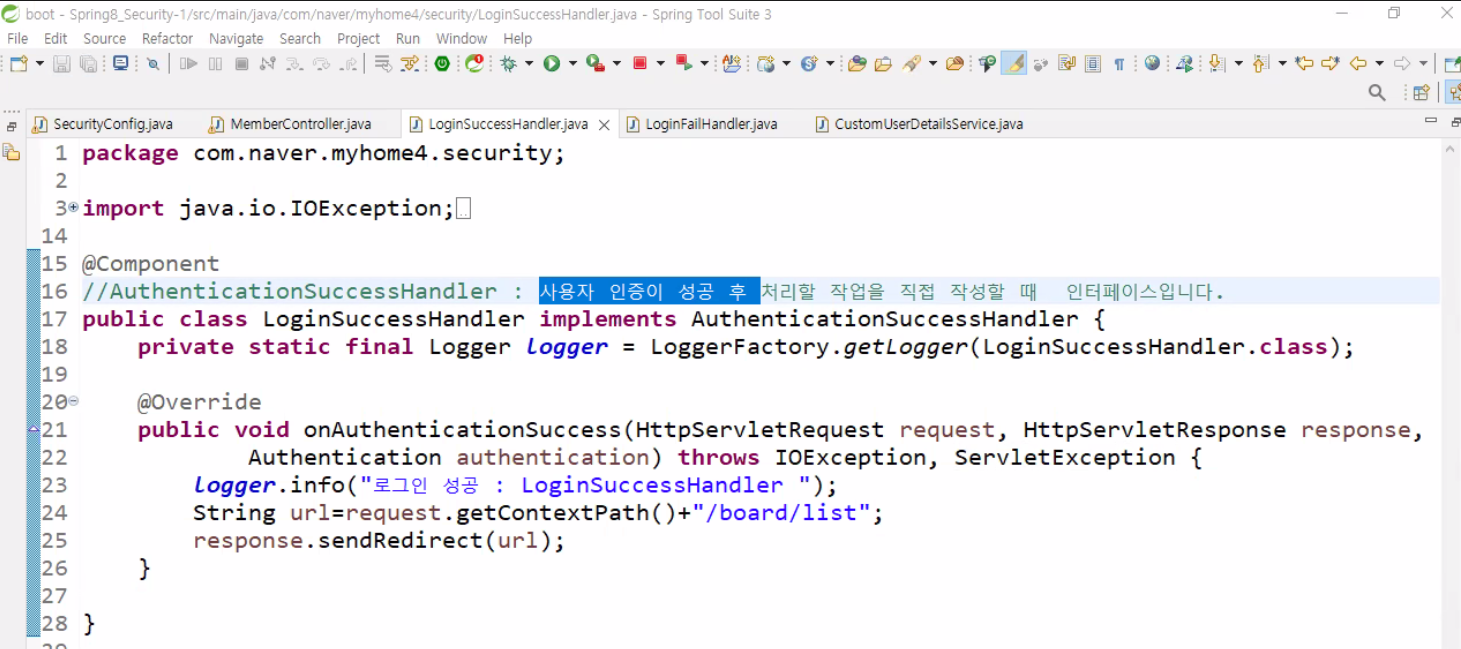 boot - Spring8_Security-1/src/main/java/com/naver/myhome4/security/LoginSuccessHandler.java - Spring Tool Suite 3
File Edit Source Refactor Navigate Search Project Run Window Help
SecurityConfig.java MemberController.java LoginSuccessHandler.java LoginFailHandler.java CustomUserDetailsService.java
1 package com.naver.myhome4.security;
2
3 import java.io.IOException;
14
15 @Component
16 //AuthenticationSuccessHandler : 사용자 인증이 성공 후 처리할 작업을 직접 작성할 때 인터페이스입니다.
17 public class LoginSuccessHandler implements AuthenticationSuccessHandler {
18 private static final Logger logger = LoggerFactory.getLogger(LoginSuccessHandler.class);
19
20 @Override
21 public void onAuthenticationSuccess(HttpServletRequest request, HttpServletResponse response,
22 Authentication authentication) throws IOException, ServletException {
23 logger.info("로그인 성공 : LoginSuccessHandler ");
24 String url=request.getContextPath()+"/board/list";
25 response.sendRedirect(url);
26 }
27
28 }